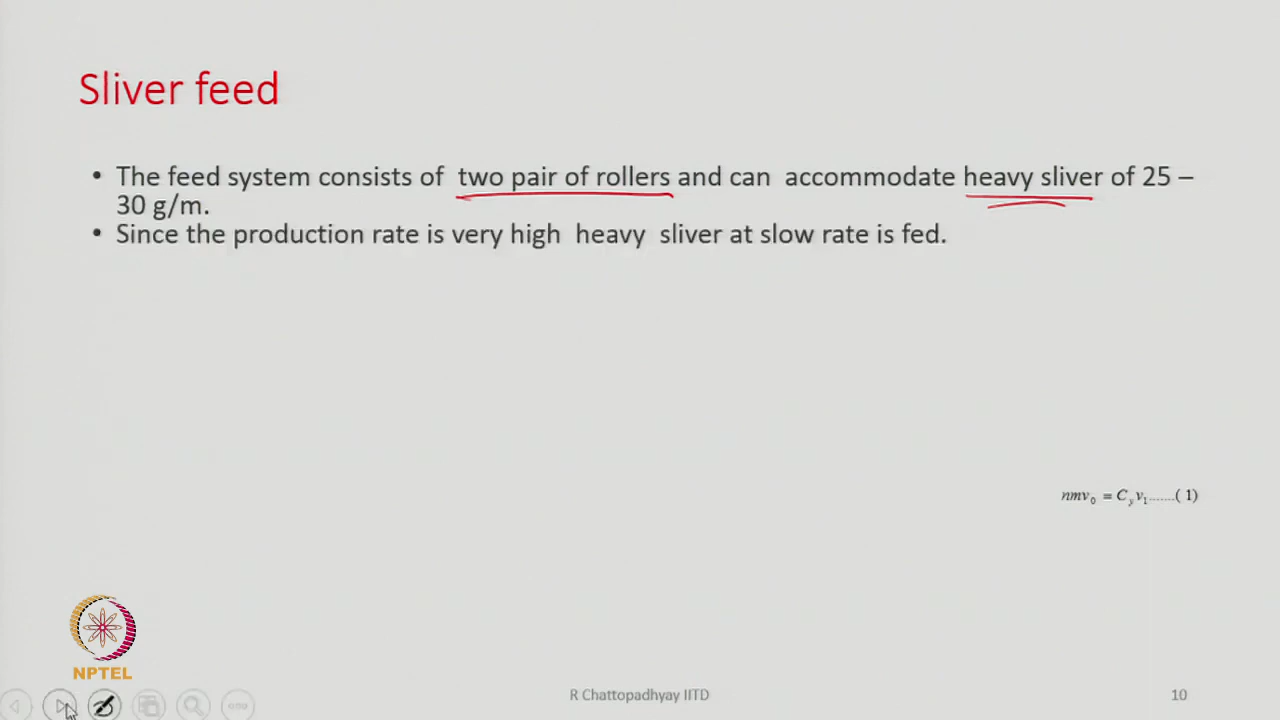 Sliver feed
• The feed system consists of two pair of rollers and can accommodate heavy sliver of 25 –
30 g/m.
• Since the production rate is very high heavy sliver at slow rate is fed.
nmv₀ = Cᵧv₁.......( 1)
NPTEL
R Chattopadhyay IITD
10